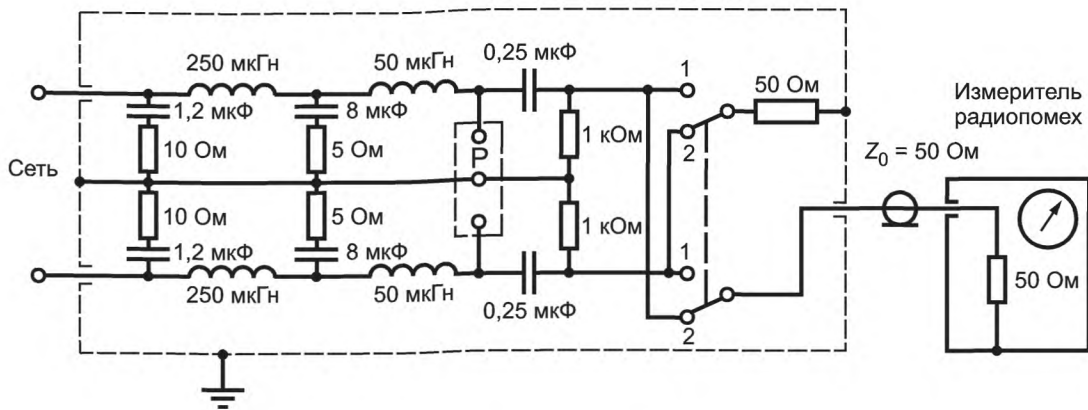 250 мкГн
50 мкГн
0,25 мкФ
1
50 Ом
Измеритель
радиопомех
1,2 мкФ
8 мкФ
10 Ом
5 Ом
Р
1 кОм
2
Z₀ = 50 Ом
Сеть
10 Ом
5 Ом
1 кОм
1
1,2 мкФ
8 мкФ
50 Ом
250 мкГн
50 мкГн
0,25 мкФ
2